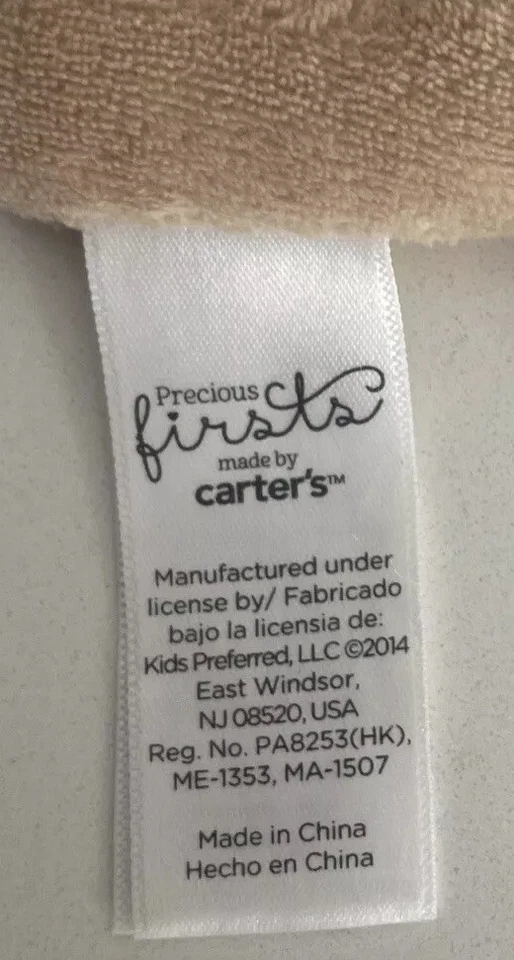 Precious
firsts
made by
carter's™
Manufactured under
license by/ Fabricado
bajo la licensia de:
Kids Preferred, LLC ©2014
East Windsor,
NJ 08520, USA
Reg. No. PA8253(HK),
ME-1353, MA-1507
Made in China
Hecho en China